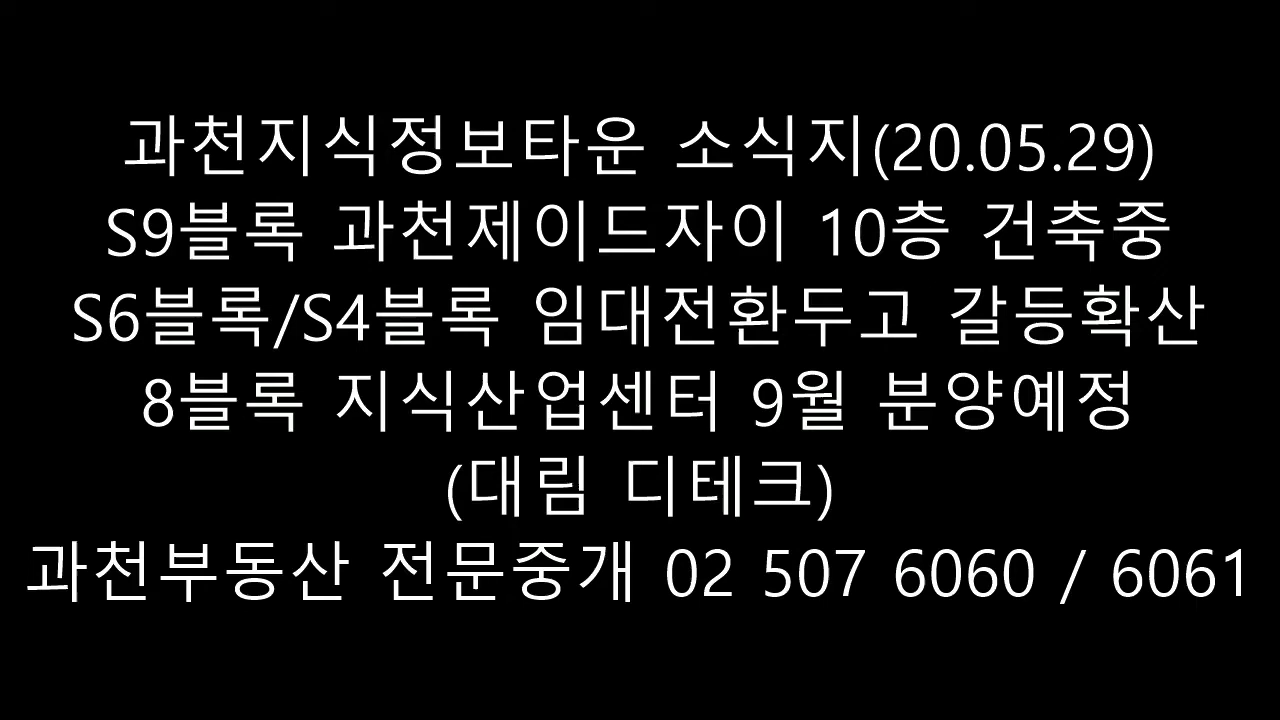 과천지식정보타운 소식지(20.05.29)
S9블록 과천제이드자이 10층 건축중
S6블록/S4블록 임대전환두고 갈등확산
8블록 지식산업센터 9월 분양예정
(대림 디테크)
과천부동산 전문중개 02 507 6060 / 6061